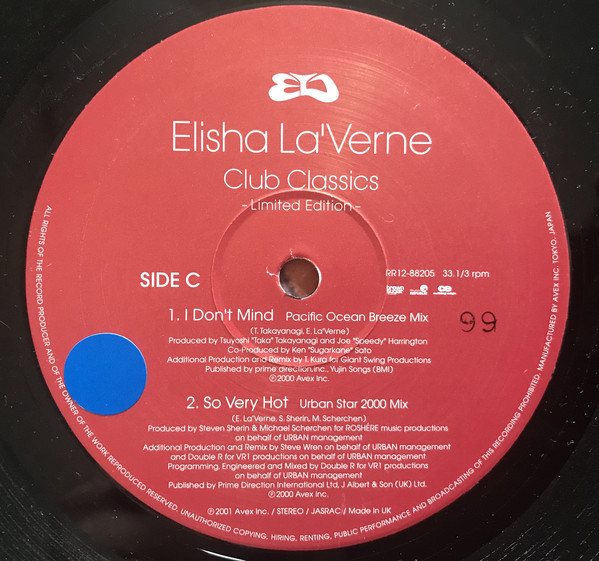 Elisha La'Verne
Club Classics
- Limited Edition -
SIDE C
RR12-88205 33.1/3 rpm
1. I Don't Mind Pacific Ocean Breeze Mix
99
(T. Takayanagi, E. La'Verne)
Produced by Tsuyoshi "Taka" Takayanagi and Joe "Speedy" Harrington
Co-Produced by Ken "Sugarkane" Sato
Additional Production and Remix by T. Kura for Giant Swing Productions
Published by prime direction.inc., Yujin Songs (BMI)
℗2000 Avex Inc.
2. So Very Hot Urban Star 2000 Mix
(E. La'Verne, S. Sherin, M. Scherchen)
Produced by Steven Sherin & Michael Scherchen for ROSHÉRE music productions
on behalf of URBAN management
Additional Production and Remix by Steve Wren on behalf of URBAN management
and Double R for VR1 productions on behalf of URBAN management
Programming, Engineered and Mixed by Double R for VR1 productions
on behalf of URBAN management
Published by Prime Direction International Ltd, J Albert & Son (UK) Ltd.
℗2000 Avex Inc.
℗2001 Avex Inc. / STEREO / JASRAC / Made in UK
ALL RIGHTS OF THE RECORD PRODUCER AND OF THE OWNER OF THE WORK REPRODUCED RESERVED. UNAUTHORIZED COPYING, HIRING, RENTING, PUBLIC PERFORMANCE AND BROADCASTING OF THIS RECORD PROHIBITED. MANUFACTURED BY AVEX INC. TOKYO, JAPAN